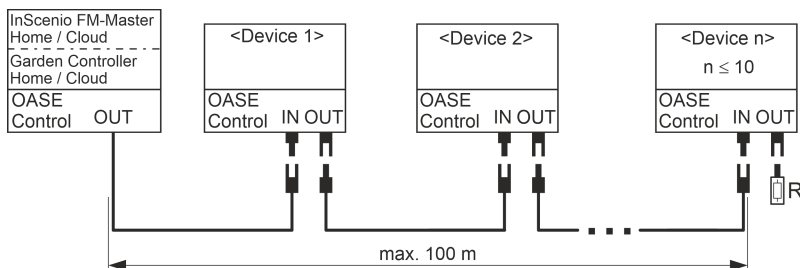 InScenio FM-Master
Home / Cloud
Garden Controller
Home / Cloud
OASE
Control OUT
<Device 1>
OASE
Control IN OUT
<Device 2>
OASE
Control IN OUT
<Device n>
n ≤ 10
OASE
Control IN OUT
R
max. 100 m